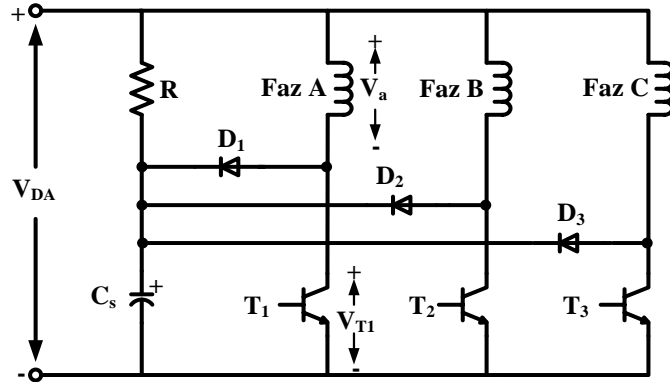 +
R
Faz A
+
V_a
-
Faz B
Faz C
D_1
D_2
V_DA
D_3
C_s
+
T_1
+
V_T1
-
T_2
T_3
-